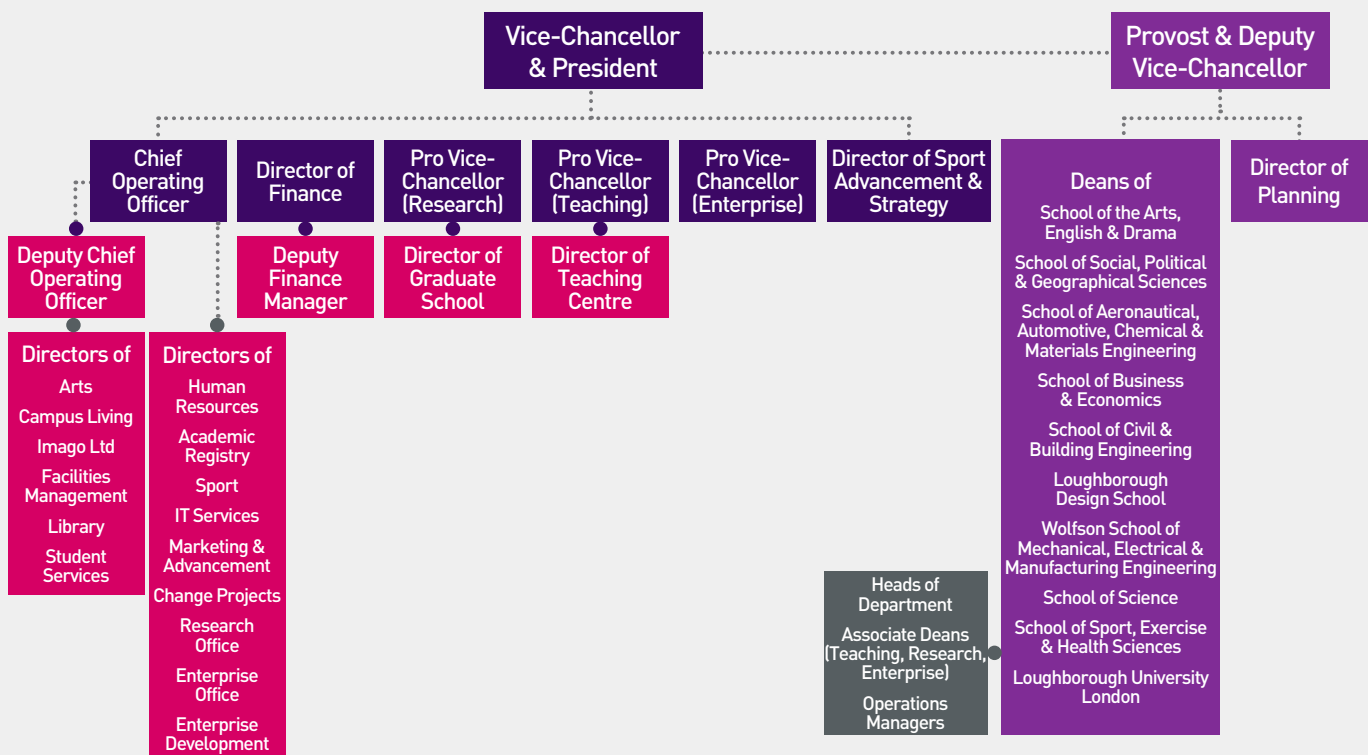 Vice-Chancellor
& President
Provost & Deputy
Vice-Chancellor
Chief
Operating
Officer
Director of
Finance
Pro Vice-
Chancellor
(Research)
Pro Vice-
Chancellor
(Teaching)
Pro Vice-
Chancellor
(Enterprise)
Director of Sport
Advancement &
Strategy
Deans of
School of the Arts,
English & Drama
School of Social, Political
& Geographical Sciences
School of Aeronautical,
Automotive, Chemical &
Materials Engineering
School of Business
& Economics
School of Civil &
Building Engineering
Loughborough
Design School
Wolfson School of
Mechanical, Electrical &
Manufacturing Engineering
School of Science
School of Sport, Exercise
& Health Sciences
Loughborough University
London
Director of
Planning
Deputy Chief
Operating
Officer
Deputy
Finance
Manager
Director of
Graduate
School
Director of
Teaching
Centre
Directors of
Arts
Campus Living
Imago Ltd
Facilities
Management
Library
Student
Services
Directors of
Human
Resources
Academic
Registry
Sport
IT Services
Marketing &
Advancement
Change Projects
Research
Office
Enterprise
Office
Enterprise
Development
Heads of
Department
Associate Deans
(Teaching, Research,
Enterprise)
Operations
Managers